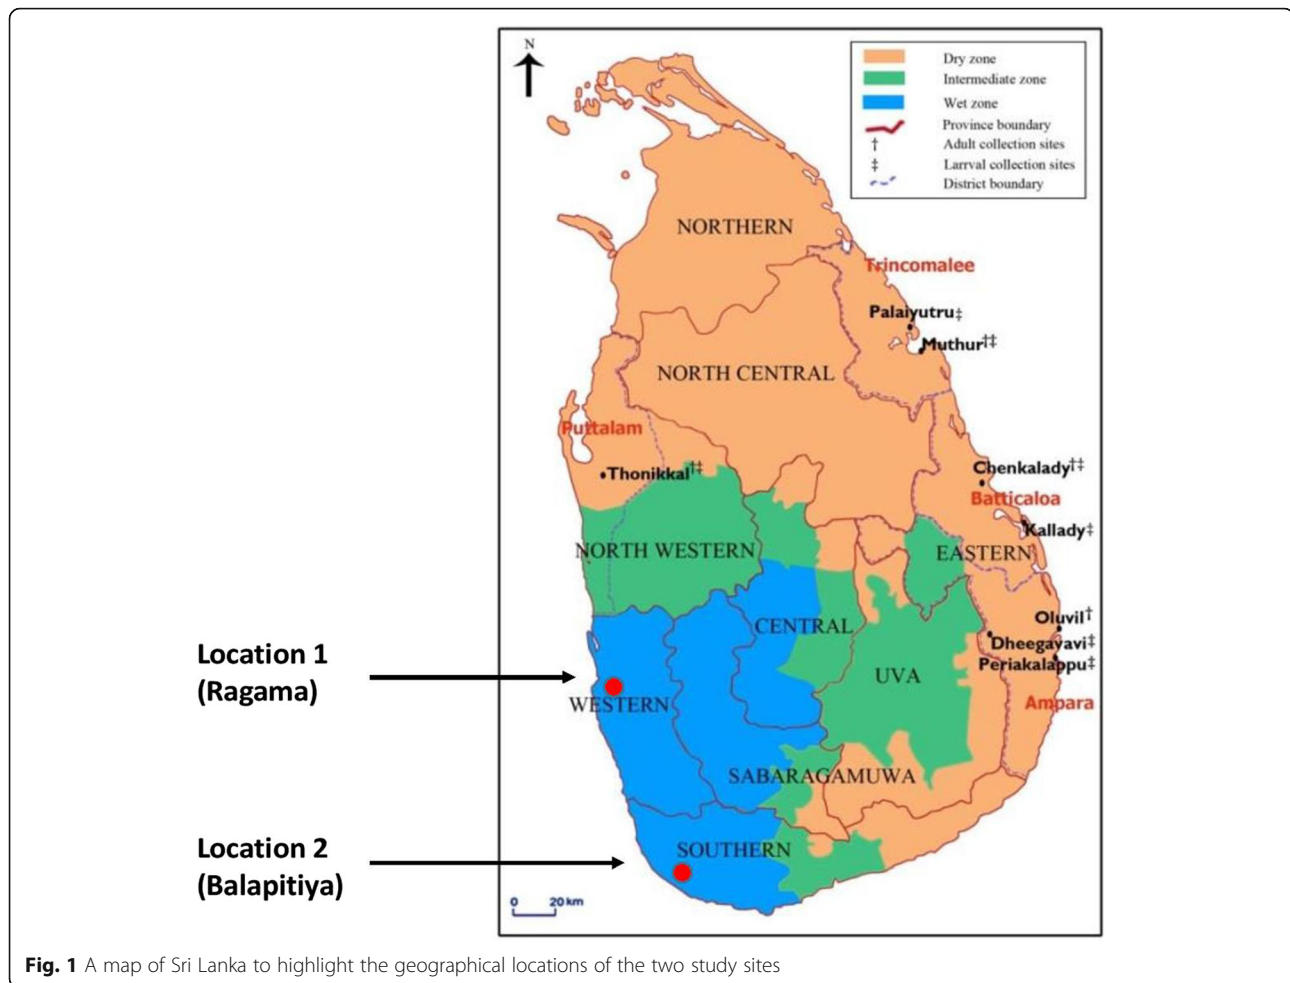 N
Dry zone
Intermediate zone
Wet zone
Province boundary
† Adult collection sites
‡ Larrval collection sites
District boundary
NORTHERN
Trincomalee
Palaiyutru‡
Muthur†‡
NORTH CENTRAL
Puttalam
Thonikkal†‡
Chenkalady†‡
Batticaloa
Kallady‡
NORTH WESTERN
EASTERN
Oluvil†
CENTRAL
Dheegavavi‡
Periakalappu‡
Location 1
(Ragama)
UVA
WESTERN
Ampara
SABARAGAMUWA
Location 2
(Balapitiya)
SOUTHERN
0 20 km
Fig. 1 A map of Sri Lanka to highlight the geographical locations of the two study sites